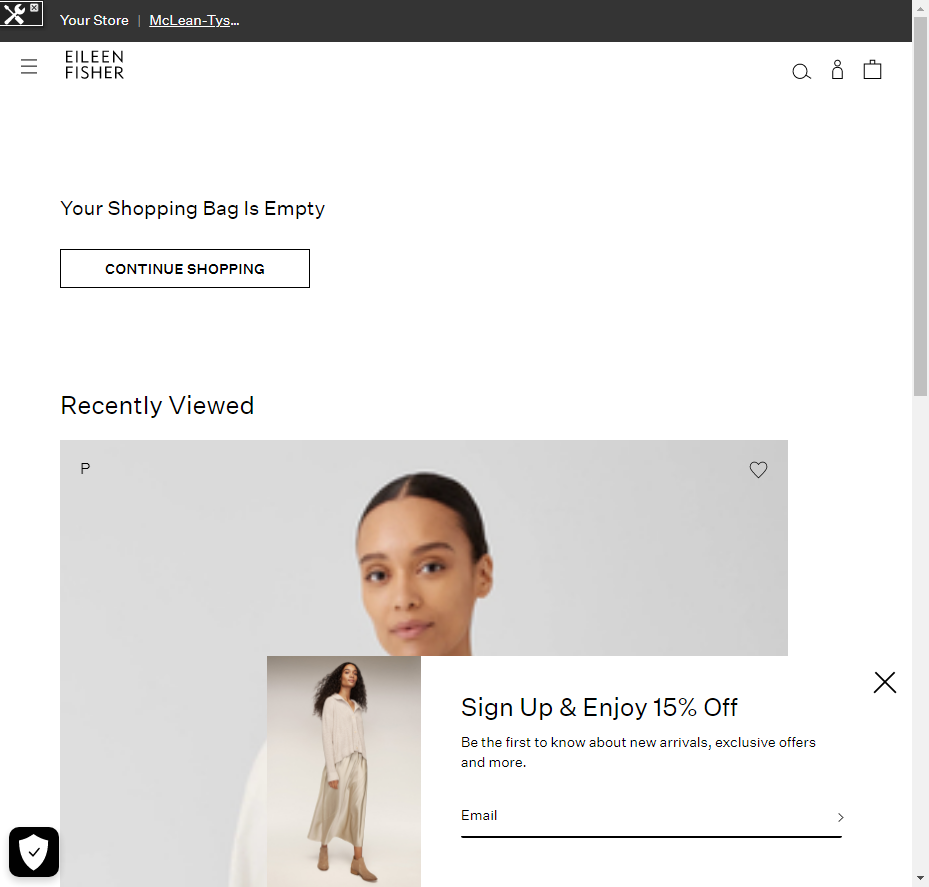 Your Store | McLean-Tys...
EILEEN
FISHER
Your Shopping Bag Is Empty
CONTINUE SHOPPING
Recently Viewed
P
Sign Up & Enjoy 15% Off
Be the first to know about new arrivals, exclusive offers
and more.
Email